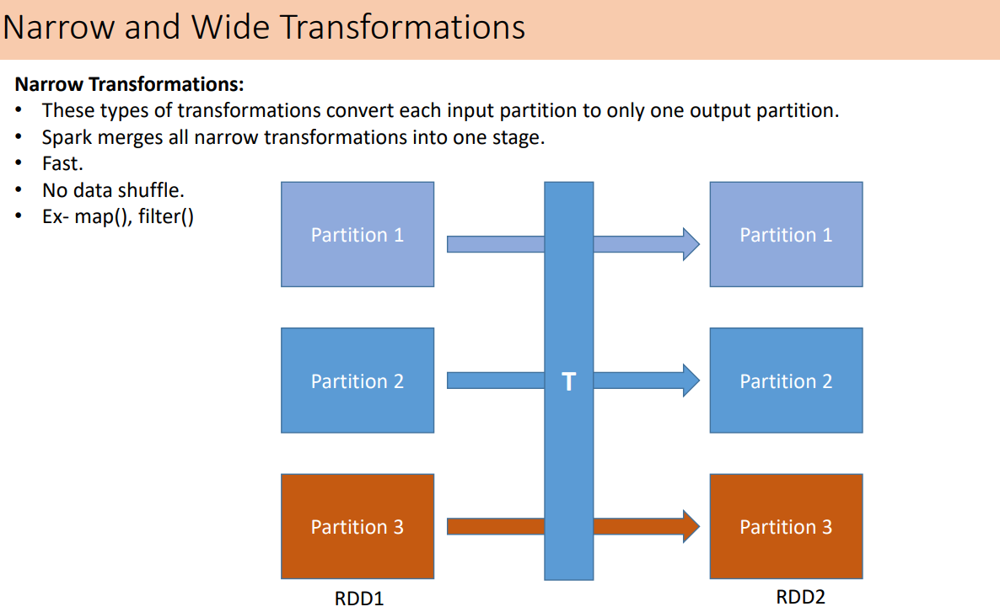 Narrow and Wide Transformations
Narrow Transformations:
• These types of transformations convert each input partition to only one output partition.
• Spark merges all narrow transformations into one stage.
• Fast.
• No data shuffle.
• Ex- map(), filter()
Partition 1
Partition 1
Partition 2
T
Partition 2
Partition 3
Partition 3
RDD1
RDD2